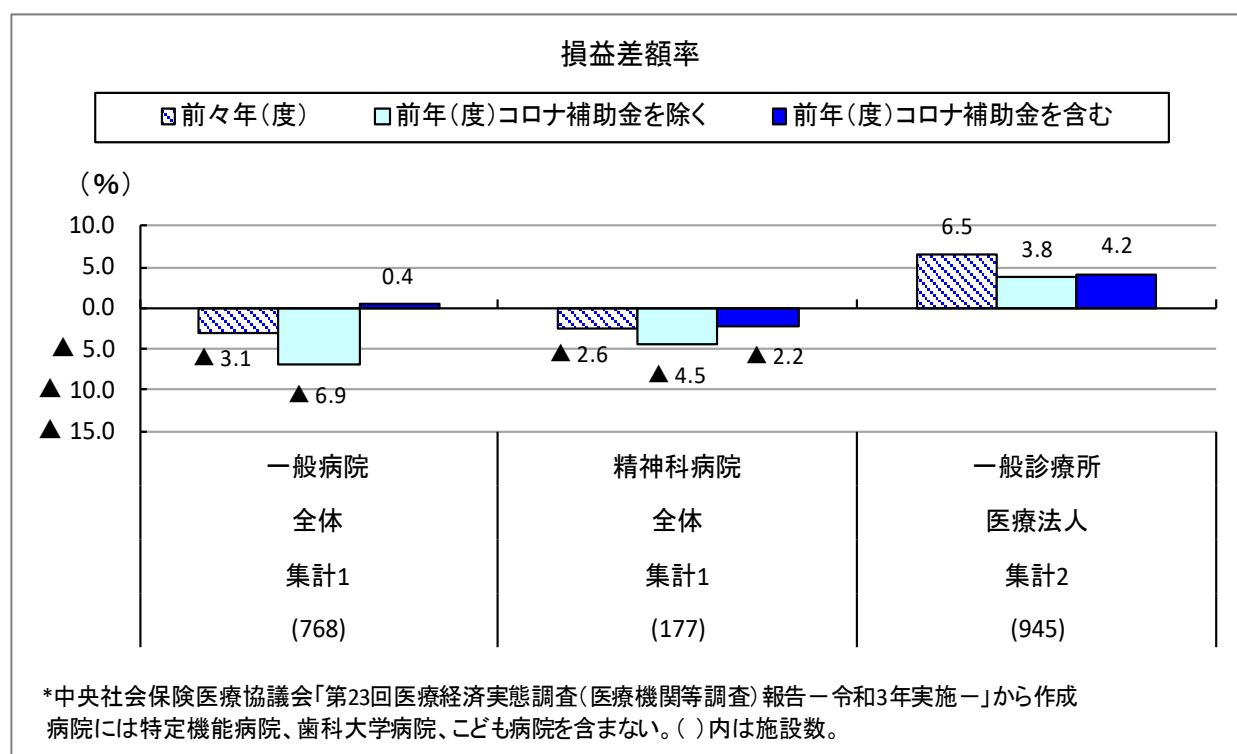 損益差額率
前々年(度) 前年(度)コロナ補助金を除く 前年(度)コロナ補助金を含む
(%)
10.0
5.0
0.0
▲ 5.0
▲ 10.0
▲ 15.0
▲ 3.1
▲ 6.9
0.4
▲ 2.6
▲ 4.5
▲ 2.2
6.5
3.8
4.2
一般病院 精神科病院 一般診療所
全体 全体 医療法人
集計1 集計1 集計2
(768) (177) (945)
*中央社会保険医療協議会「第23回医療経済実態調査(医療機関等調査)報告-令和3年実施-」から作成
病院には特定機能病院、歯科大学病院、こども病院を含まない。( )内は施設数。